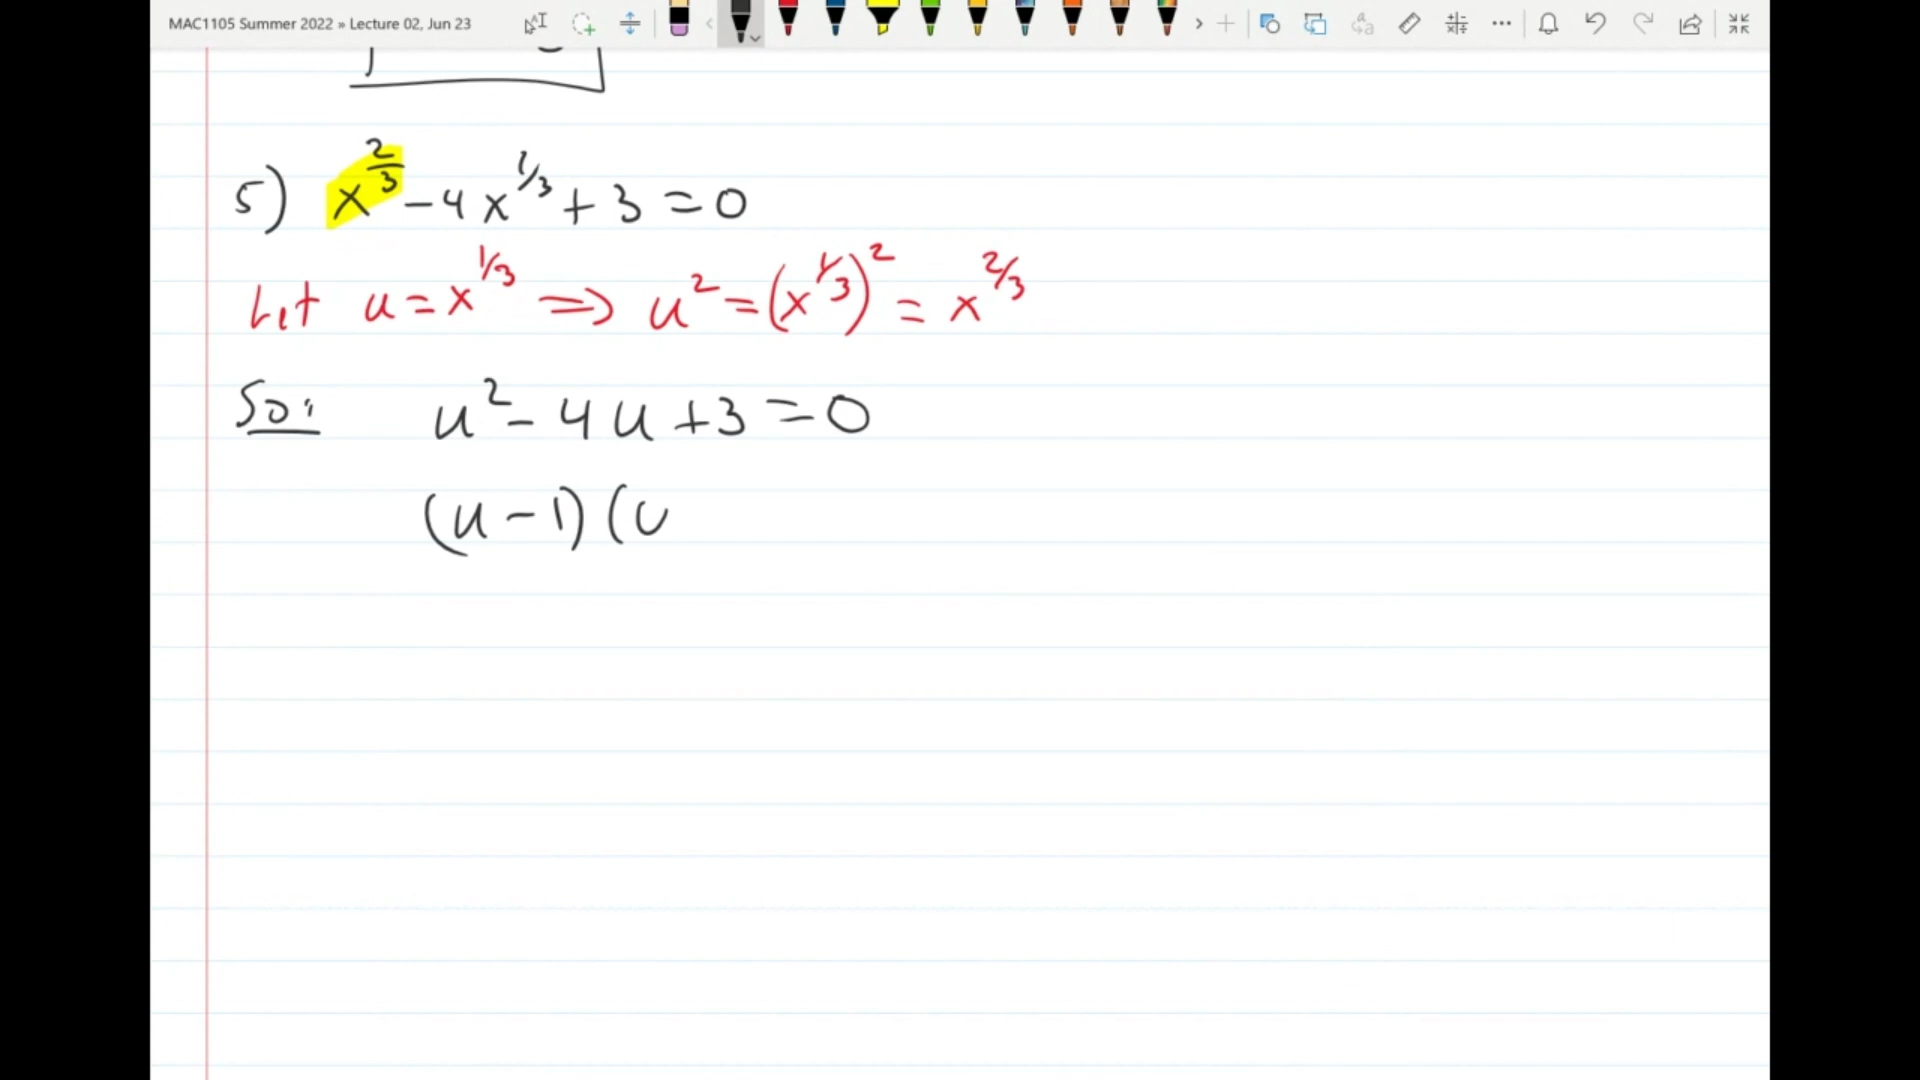 MAC1105 Summer 2022 » Lecture 02, Jun 23
5) x^{2/3} - 4x^{1/3} + 3 = 0
Let u = x^{1/3} ⟹ u² = (x^{1/3})² = x^{2/3}
So: u² - 4u + 3 = 0
(u - 1)(u